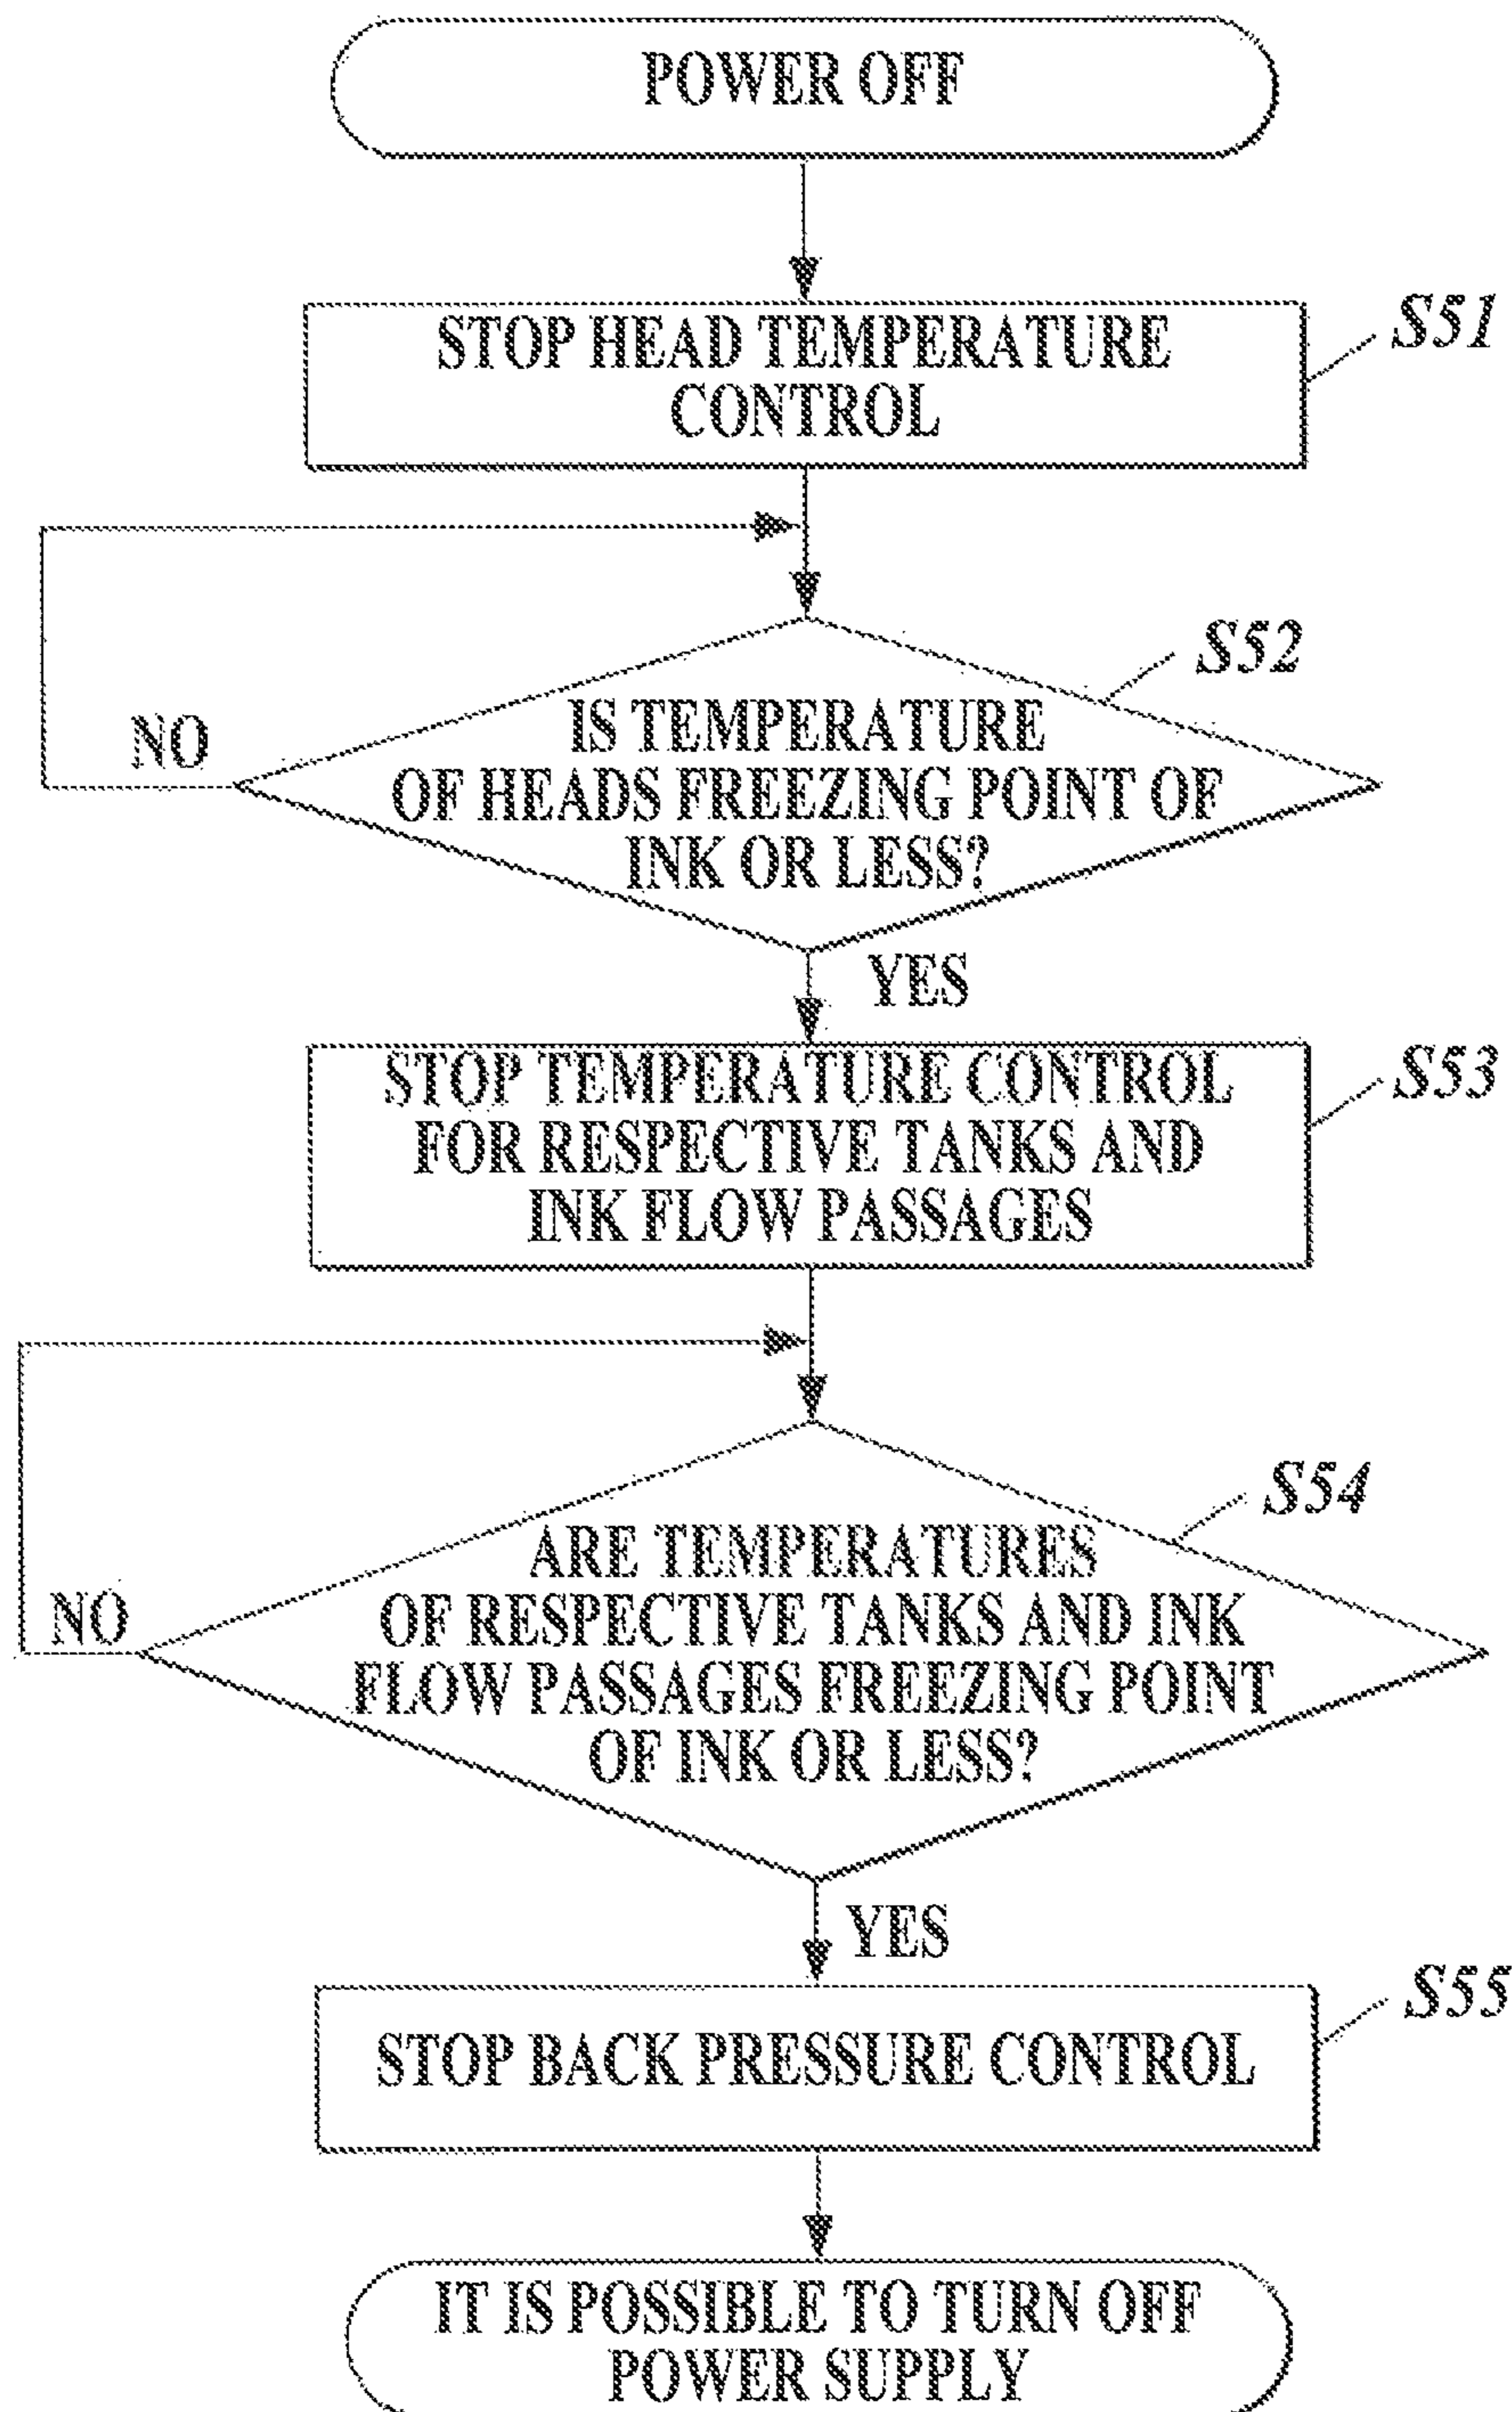 POWER OFF
STOP HEAD TEMPERATURE
CONTROL
S51
S52
IS TEMPERATURE
OF HEADS FREEZING POINT OF
INK OR LESS?
NO
YES
STOP TEMPERATURE CONTROL
FOR RESPECTIVE TANKS AND
INK FLOW PASSAGES
S53
S54
ARE TEMPERATURES
OF RESPECTIVE TANKS AND INK
FLOW PASSAGES FREEZING POINT
OF INK OR LESS?
NO
YES
STOP BACK PRESSURE CONTROL
S55
IT IS POSSIBLE TO TURN OFF
POWER SUPPLY